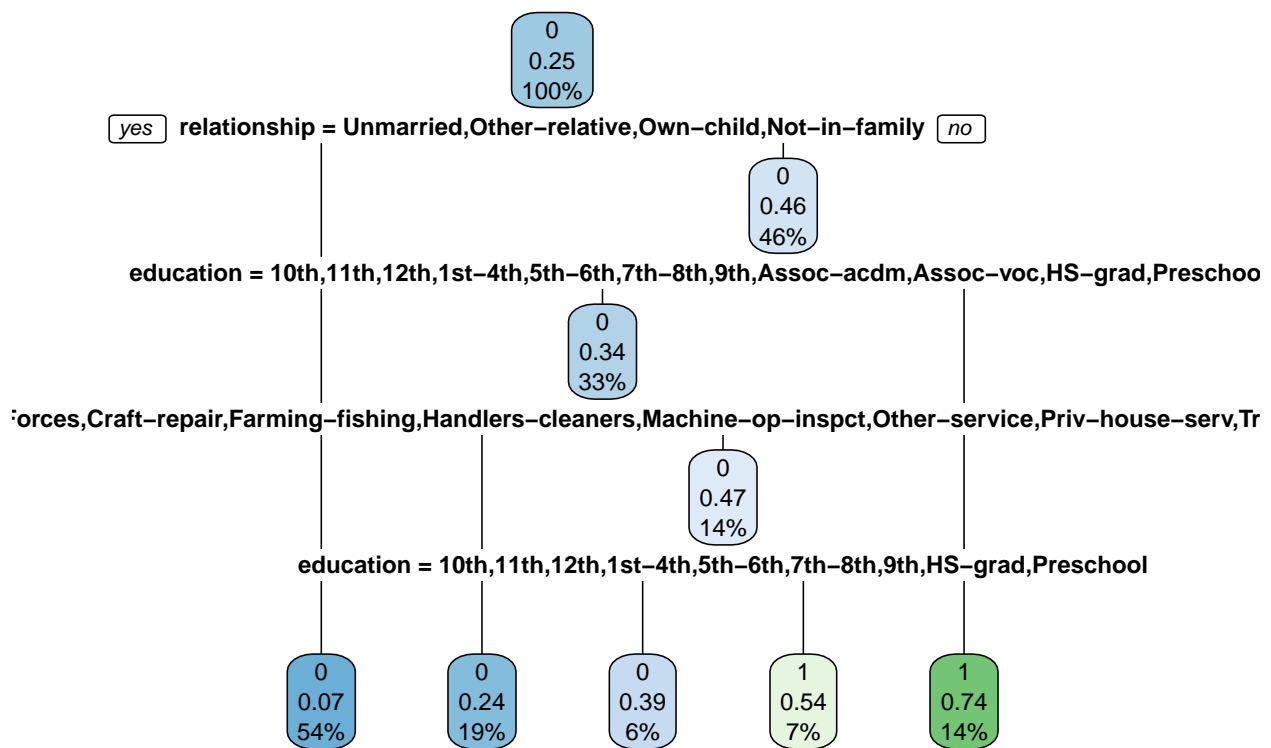 0
0.25
100%
yes relationship = Unmarried,Other−relative,Own−child,Not−in−family no
0
0.46
46%
education = 10th,11th,12th,1st−4th,5th−6th,7th−8th,9th,Assoc−acdm,Assoc−voc,HS−grad,Preschoo
0
0.34
33%
Forces,Craft−repair,Farming−fishing,Handlers−cleaners,Machine−op−inspct,Other−service,Priv−house−serv,Tr
0
0.47
14%
education = 10th,11th,12th,1st−4th,5th−6th,7th−8th,9th,HS−grad,Preschool
0 0 0 1 1
0.07 0.24 0.39 0.54 0.74
54% 19% 6% 7% 14%